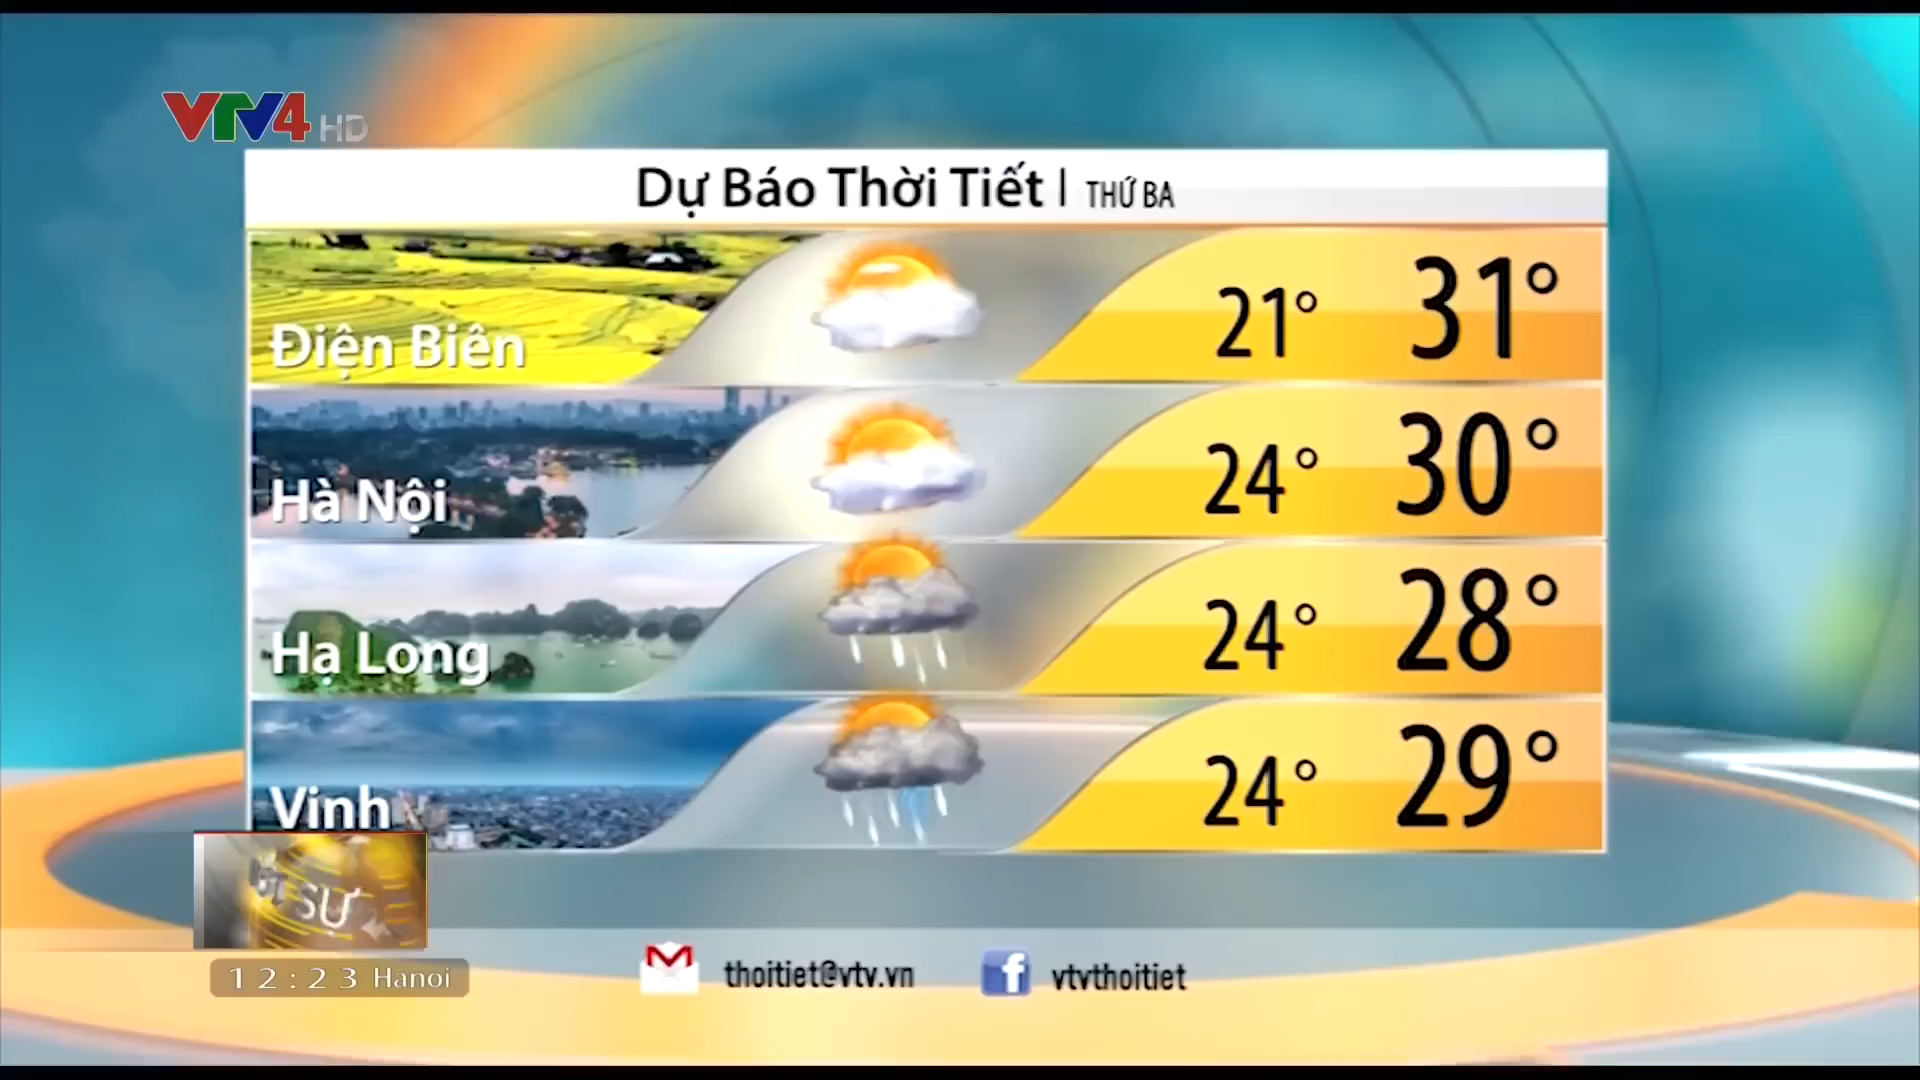 VTV4 HD
Dự Báo Thời Tiết | THỨ BA
Điện Biên 21° 31°
Hà Nội 24° 30°
Hạ Long 24° 28°
Vinh 24° 29°
SỰ
12:23 Hanoi
thoitiet@vtv.vn vtvthoitiet